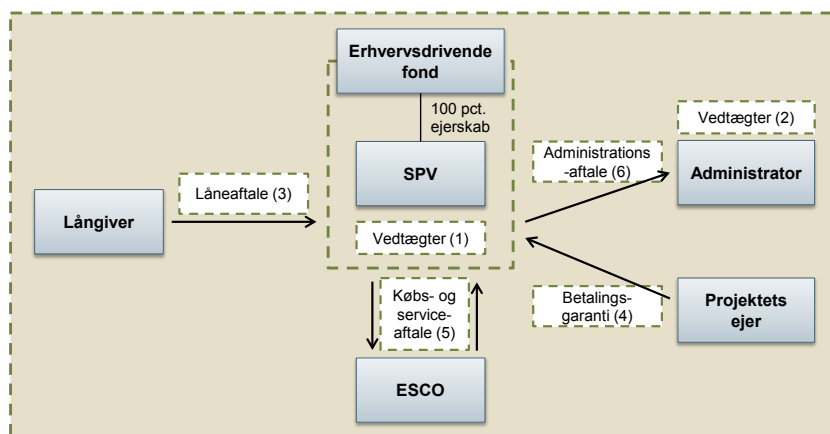 Erhvervsdrivende
fond
100 pct.
ejerskab
SPV
Vedtægter (1)
Långiver
Låneaftale (3)
Administrations
-aftale (6)
Vedtægter (2)
Administrator
Betalings-
garanti (4)
Projektets
ejer
Købs- og
service-
aftale (5)
ESCO